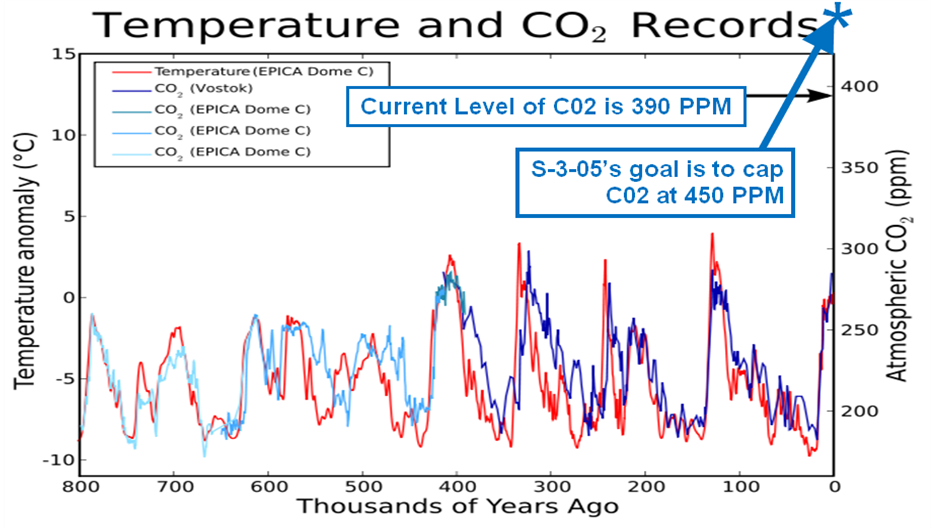 Temperature and CO₂ Records
Temperature (EPICA Dome C)
CO₂ (Vostok)
CO₂ (EPICA Dome C)
CO₂ (EPICA Dome C)
CO₂ (EPICA Dome C)
Current Level of C02 is 390 PPM
S-3-05’s goal is to cap
C02 at 450 PPM
Temperature anomaly (°C)
15
10
5
0
-5
-10
400
350
300
250
200
Atmospheric CO₂ (ppm)
800 700 600 500 400 300 200 100 0
Thousands of Years Ago